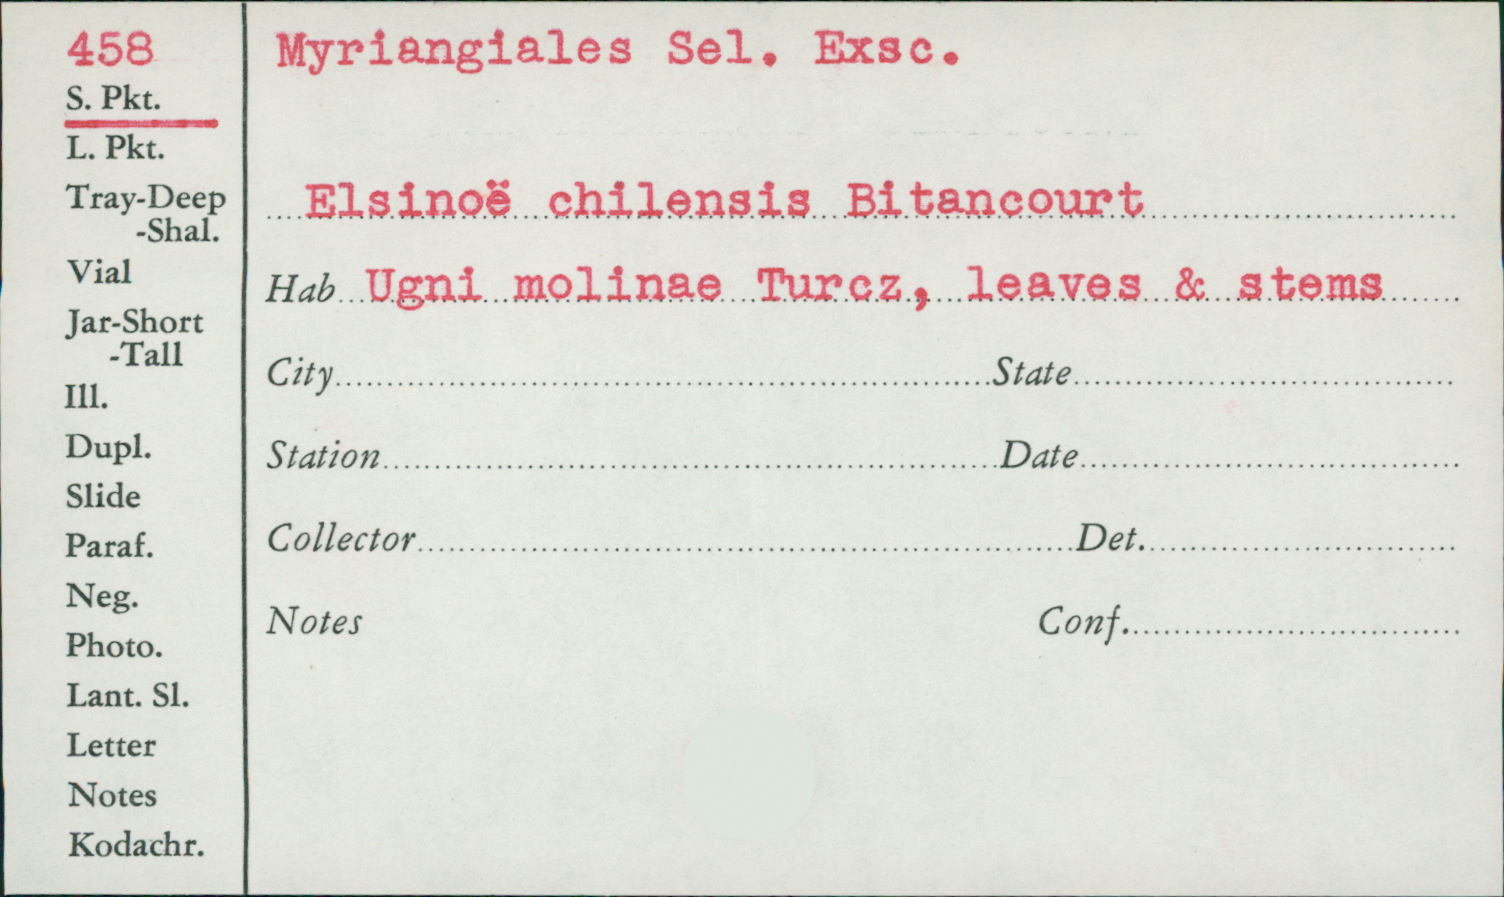 458
S. Pkt.
L. Pkt.
Tray-Deep
-Shal.
Vial
Jar-Short
-Tall
Ill.
Dupl.
Slide
Paraf.
Neg.
Photo.
Lant. Sl.
Letter
Notes
Kodachr.
Myriangiales Sel. Exsc.
Elsinoë chilensis Bitancourt
Hab Ugni molinae Turcz, leaves & stems
City State
Station Date
Collector Det.
Notes Conf.